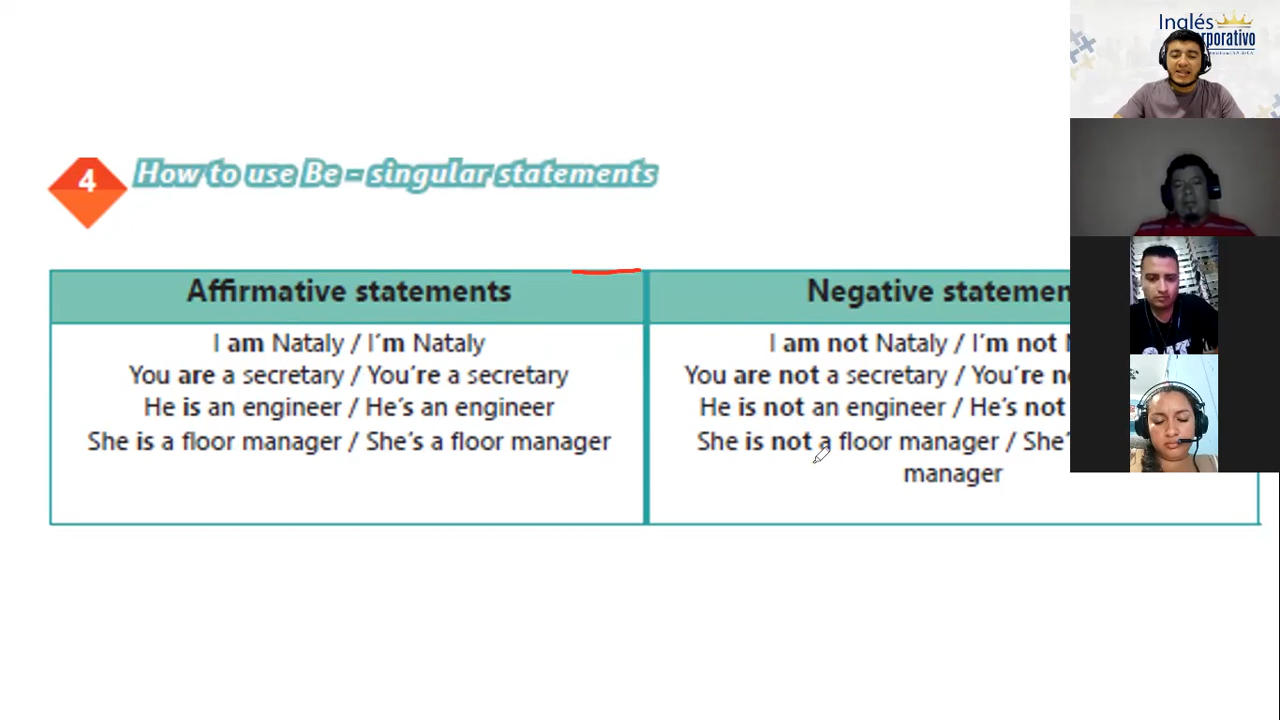 Inglés
rporativo
4
How to use Be - singular statements
Affirmative statements
I am Nataly / I´m Nataly
You are a secretary / You're a secretary
He is an engineer / He's an engineer
She is a floor manager / She's a floor manager
Negative statemen
I am not Nataly / I'm not
You are not a secretary / You're
He is not an engineer / He's not
She is not a floor manager / She'
manager